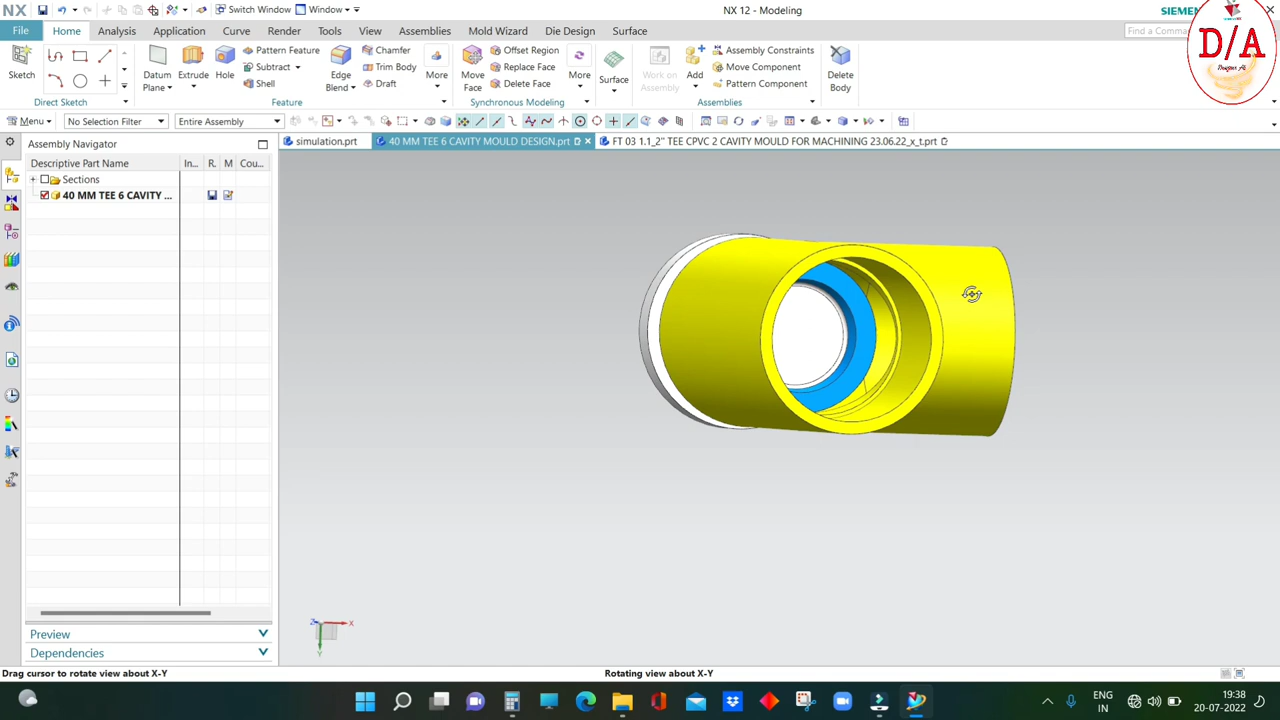 NX Switch Window Window NX 12 - Modeling SIEMENS
File Home Analysis Application Curve Render Tools View Assemblies Mold Wizard Die Design Surface Find a Comma
Sketch Direct Sketch
Datum Plane Extrude Hole Pattern Feature Subtract Shell Edge Blend Chamfer Trim Body Draft More Feature
Move Face Offset Region Replace Face Delete Face More Synchronous Modeling
Surface
Work on Assembly Add Assembly Constraints Move Component Pattern Component Assemblies
Delete Body
D/A
Menu No Selection Filter Entire Assembly
Assembly Navigator simulation.prt 40 MM TEE 6 CAVITY MOULD DESIGN.prt FT 03 1.1_2" TEE CPVC 2 CAVITY MOULD FOR MACHINING 23.06.22_x_t.prt
Descriptive Part Name In... R. M Cou...
Sections
40 MM TEE 6 CAVITY ...
Z X
Y
Preview
Dependencies
Drag cursor to rotate view about X-Y Rotating view about X-Y
ENG 19:38
IN 20-07-2022